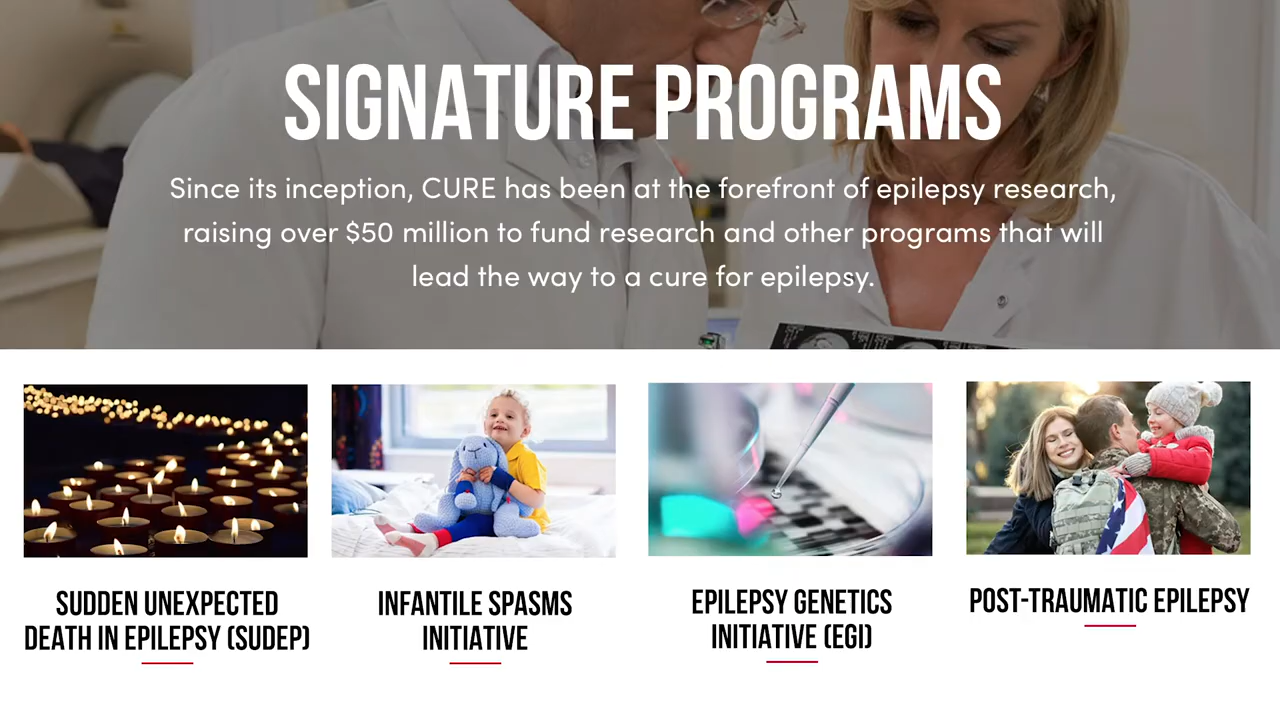 SIGNATURE PROGRAMS
Since its inception, CURE has been at the forefront of epilepsy research,
raising over $50 million to fund research and other programs that will
lead the way to a cure for epilepsy.
SUDDEN UNEXPECTED
DEATH IN EPILEPSY (SUDEP)
INFANTILE SPASMS
INITIATIVE
EPILEPSY GENETICS
INITIATIVE (EGI)
POST-TRAUMATIC EPILEPSY